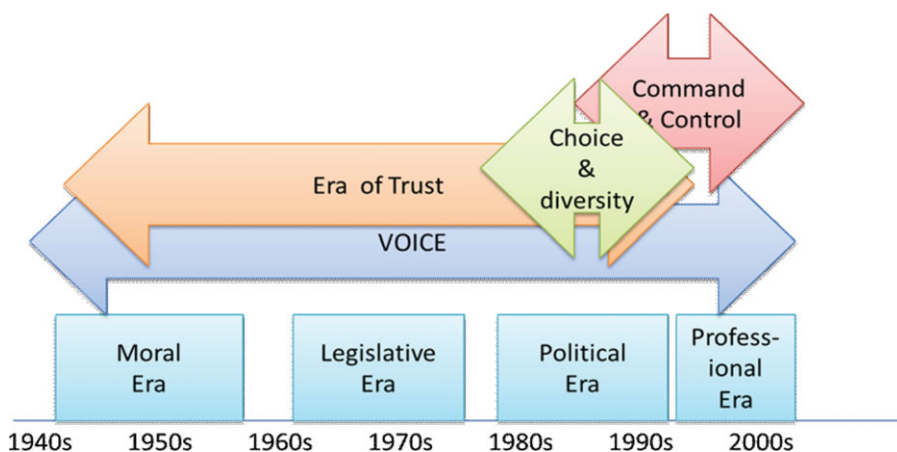 Command
& Control
Choice
&
diversity
Era of Trust
VOICE
Moral
Era
Legislative
Era
Political
Era
Profess-
ional
Era
1940s 1950s 1960s 1970s 1980s 1990s 2000s